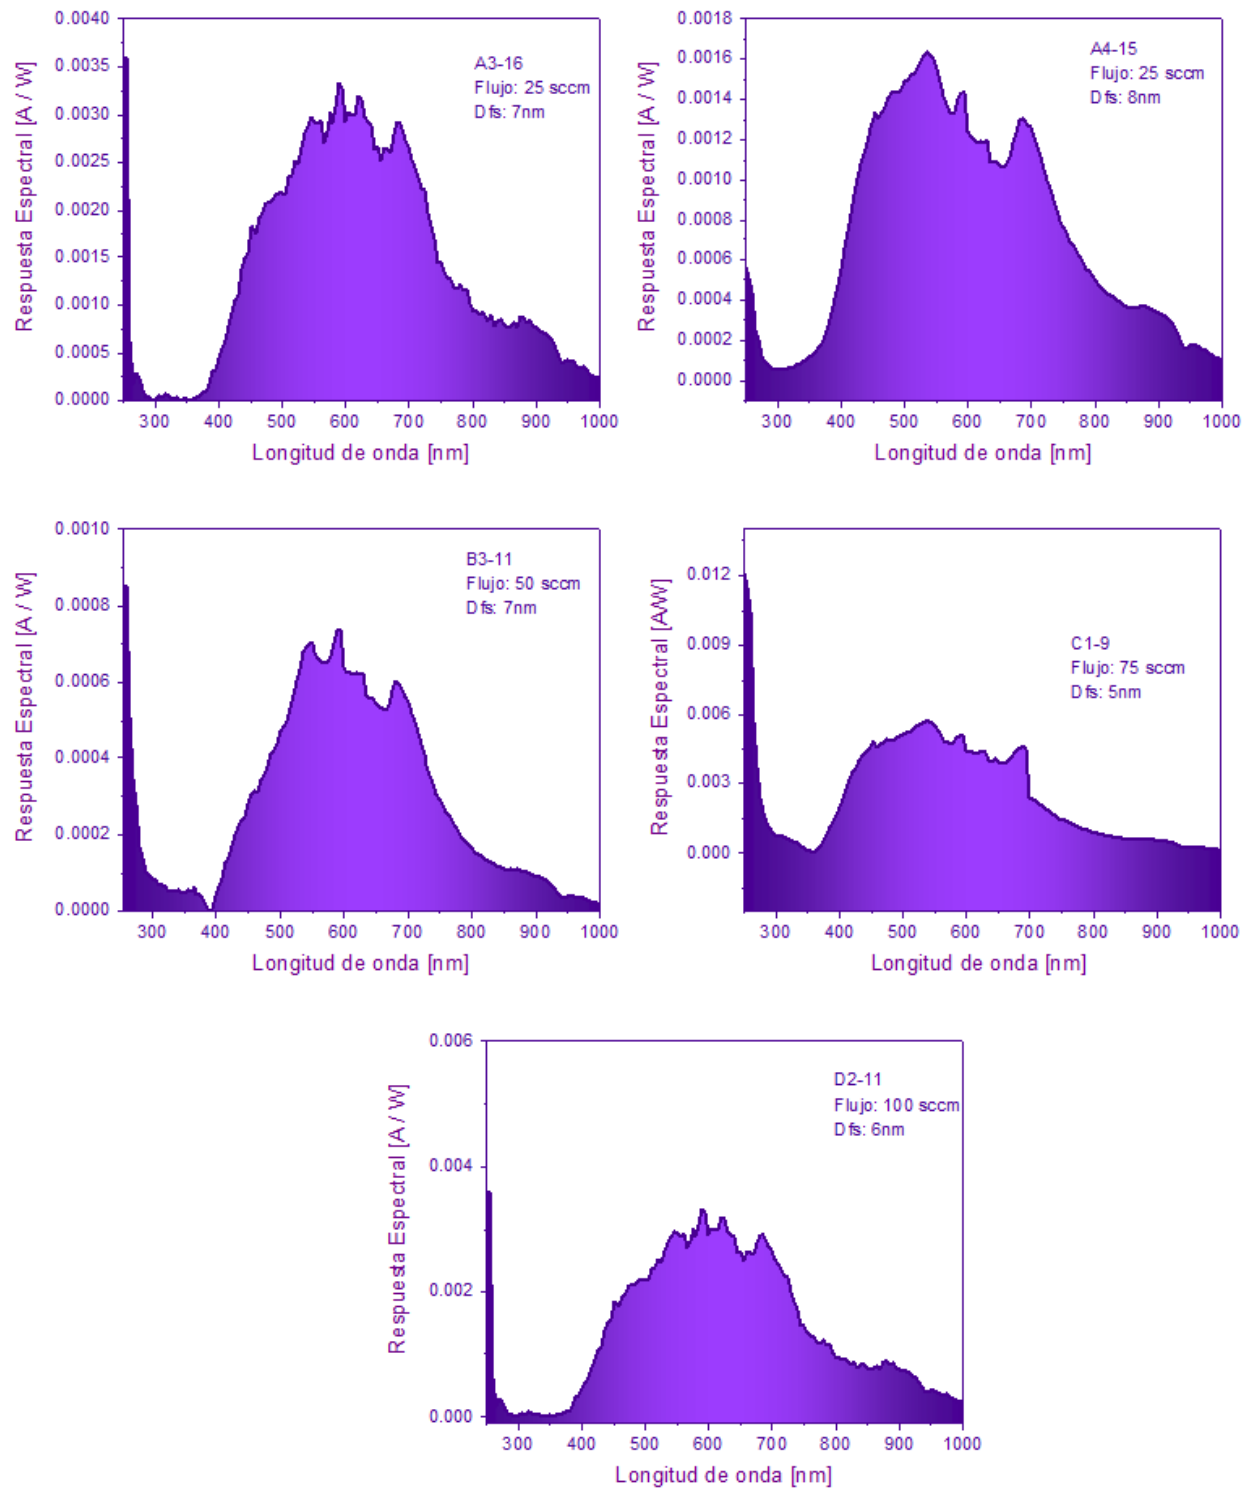 0.0040
0.0035
0.0030
0.0025
0.0020
0.0015
0.0010
0.0005
0.0000
Respuesta Espectral [A / W]
A3-16
Flujo: 25 sccm
Dfs: 7nm
300 400 500 600 700 800 900 1000
Longitud de onda [nm]
0.0018
0.0016
0.0014
0.0012
0.0010
0.0008
0.0006
0.0004
0.0002
0.0000
Respuesta Espectral [A / W]
A4-15
Flujo: 25 sccm
Dfs: 8nm
300 400 500 600 700 800 900 1000
Longitud de onda [nm]
0.0010
0.0008
0.0006
0.0004
0.0002
0.0000
Respuesta Espectral [A / W]
B3-11
Flujo: 50 sccm
Dfs: 7nm
300 400 500 600 700 800 900 1000
Longitud de onda [nm]
0.012
0.009
0.006
0.003
0.000
Respuesta Espectral [A/W]
C1-9
Flujo: 75 sccm
Dfs: 5nm
300 400 500 600 700 800 900 1000
Longitud de onda [nm]
0.006
0.004
0.002
0.000
Respuesta Espectral [A / W]
D2-11
Flujo: 100 sccm
Dfs: 6nm
300 400 500 600 700 800 900 1000
Longitud de onda [nm]